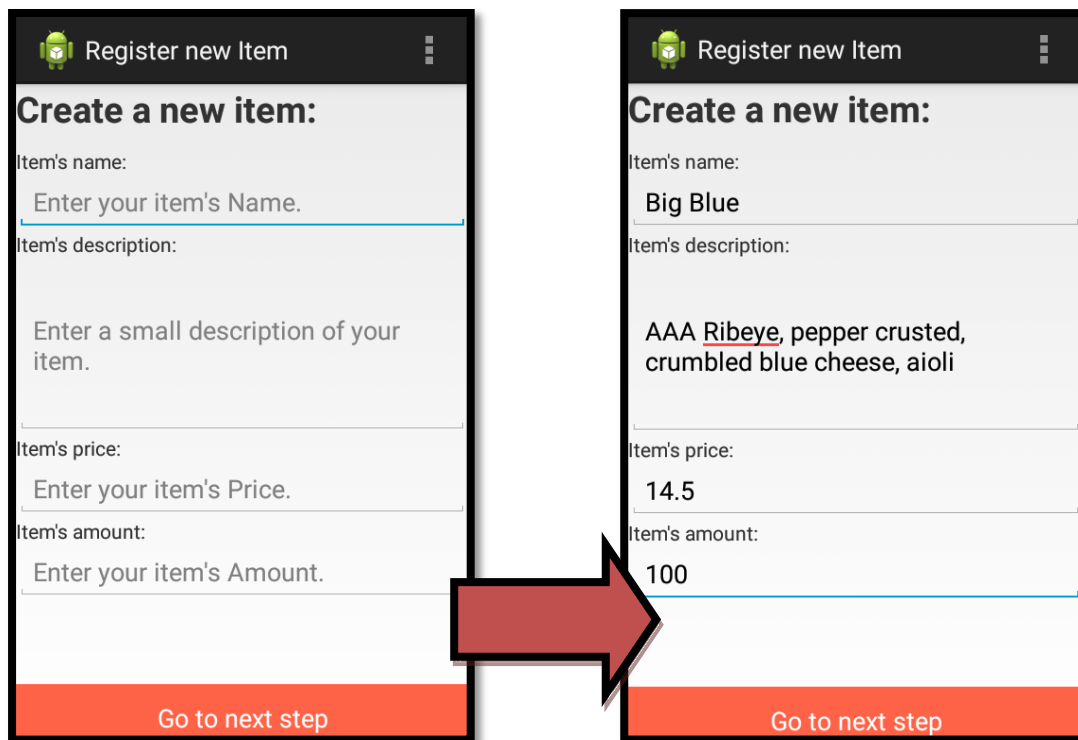 Register new Item
Create a new item:
Item's name:
Enter your item's Name.
Item's description:
Enter a small description of your
item.
Item's price:
Enter your item's Price.
Item's amount:
Enter your item's Amount.
Go to next step
Register new Item
Create a new item:
Item's name:
Big Blue
Item's description:
AAA Ribeye, pepper crusted,
crumbled blue cheese, aioli
Item's price:
14.5
Item's amount:
100
Go to next step